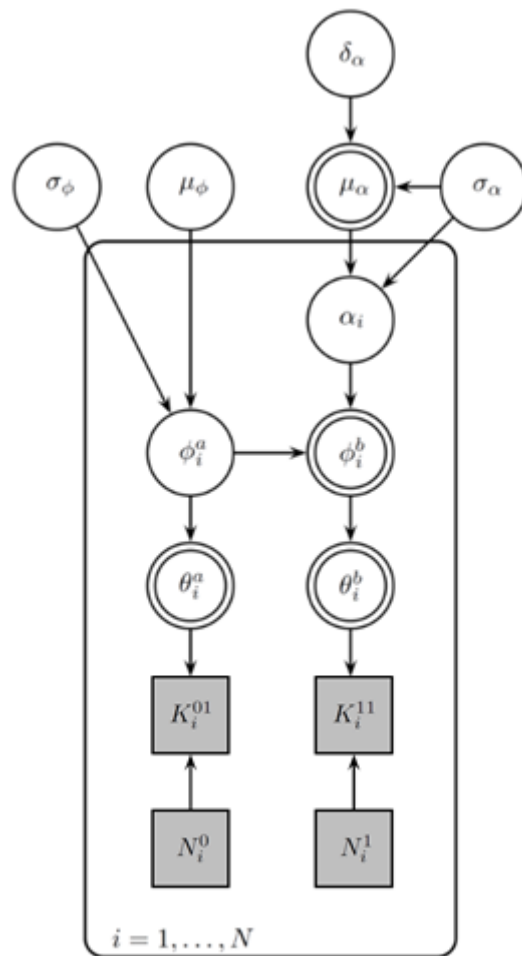 δ_α
σ_ϕ
μ_ϕ
μ_α
σ_α
α_i
ϕ_i^a
ϕ_i^b
θ_i^a
θ_i^b
K_i^{01}
K_i^{11}
N_i^0
N_i^1
i = 1, . . . , N